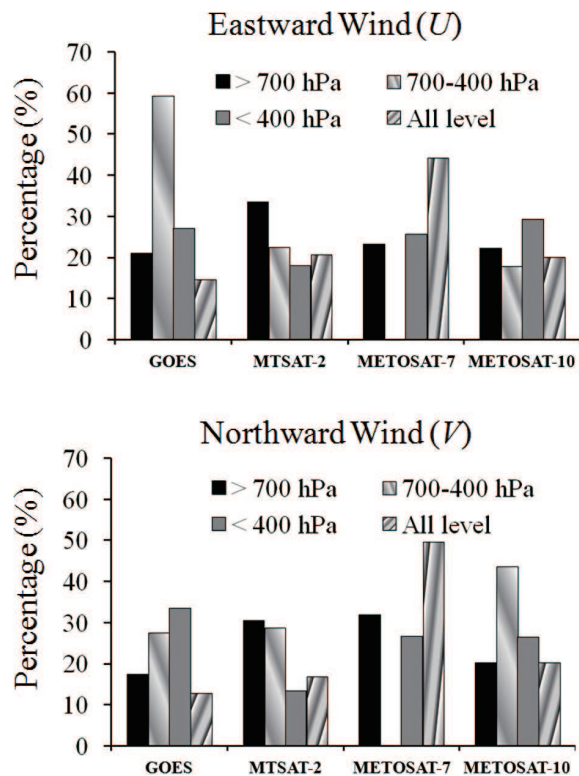 Eastward Wind (U)
> 700 hPa 700-400 hPa
< 400 hPa All level
Percentage (%)
70
60
50
40
30
20
10
0
GOES MTSAT-2 METOSAT-7 METOSAT-10
Northward Wind (V)
> 700 hPa 700-400 hPa
< 400 hPa All level
Percentage (%)
70
60
50
40
30
20
10
0
GOES MTSAT-2 METOSAT-7 METOSAT-10